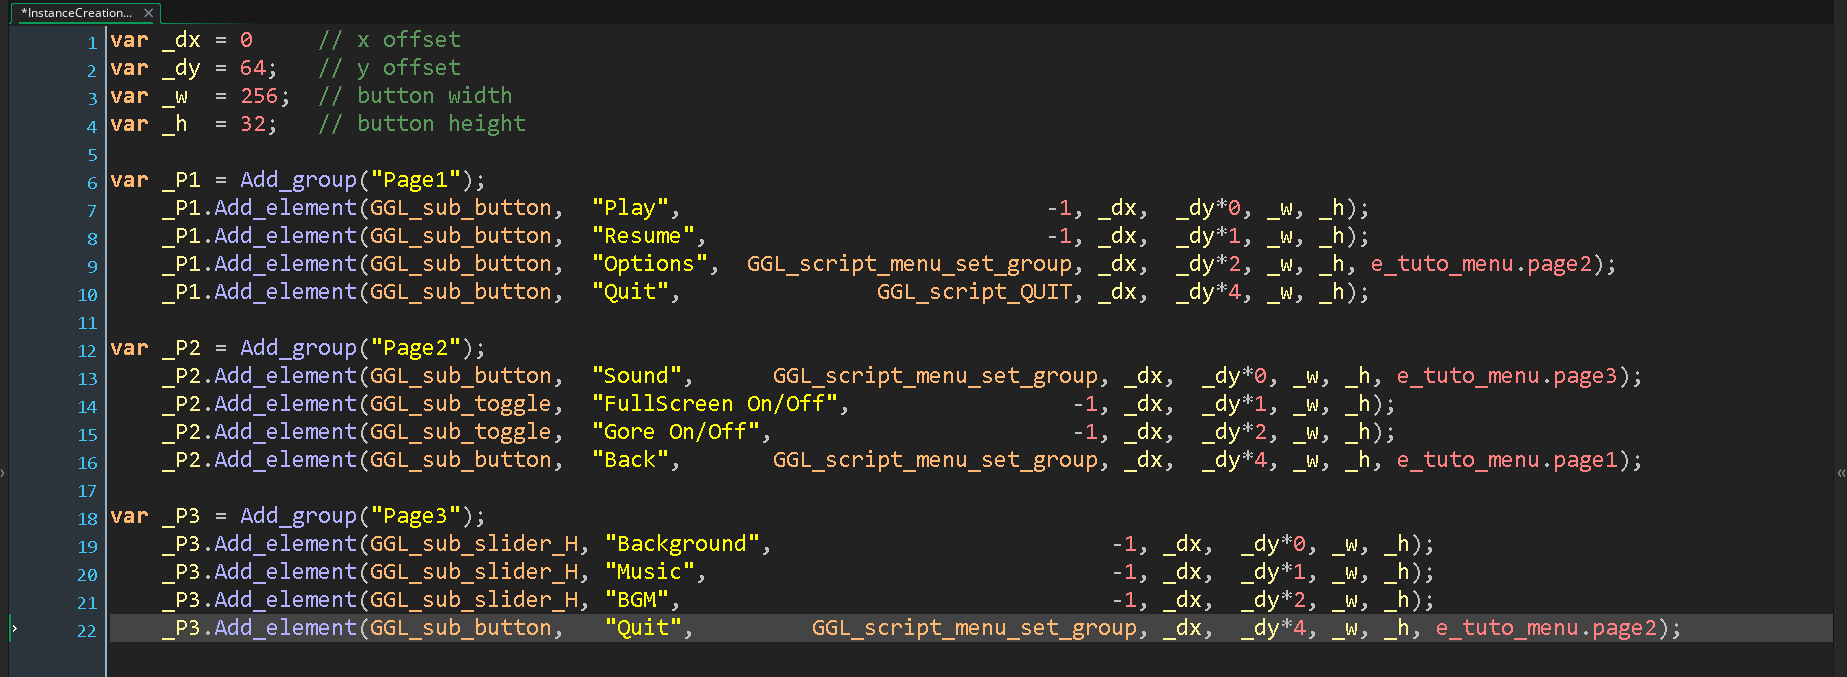 *InstanceCreation...
1 var _dx = 0     // x offset
2 var _dy = 64;   // y offset
3 var _w  = 256;  // button width
4 var _h  = 32;   // button height
5
6 var _P1 = Add_group("Page1");
7     _P1.Add_element(GGL_sub_button,  "Play",                            -1, _dx,  _dy*0, _w, _h);
8     _P1.Add_element(GGL_sub_button,  "Resume",                          -1, _dx,  _dy*1, _w, _h);
9     _P1.Add_element(GGL_sub_button,  "Options",  GGL_script_menu_set_group, _dx,  _dy*2, _w, _h, e_tuto_menu.page2);
10     _P1.Add_element(GGL_sub_button,  "Quit",               GGL_script_QUIT, _dx,  _dy*4, _w, _h);
11
12 var _P2 = Add_group("Page2");
13     _P2.Add_element(GGL_sub_button,  "Sound",      GGL_script_menu_set_group, _dx,  _dy*0, _w, _h, e_tuto_menu.page3);
14     _P2.Add_element(GGL_sub_toggle,  "FullScreen On/Off",                 -1, _dx,  _dy*1, _w, _h);
15     _P2.Add_element(GGL_sub_toggle,  "Gore On/Off",                       -1, _dx,  _dy*2, _w, _h);
16     _P2.Add_element(GGL_sub_button,  "Back",       GGL_script_menu_set_group, _dx,  _dy*4, _w, _h, e_tuto_menu.page1);
17
18 var _P3 = Add_group("Page3");
19     _P3.Add_element(GGL_sub_slider_H, "Background",                          -1, _dx,  _dy*0, _w, _h);
20     _P3.Add_element(GGL_sub_slider_H, "Music",                               -1, _dx,  _dy*1, _w, _h);
21     _P3.Add_element(GGL_sub_slider_H, "BGM",                                 -1, _dx,  _dy*2, _w, _h);
22     _P3.Add_element(GGL_sub_button,   "Quit",         GGL_script_menu_set_group, _dx,  _dy*4, _w, _h, e_tuto_menu.page2);